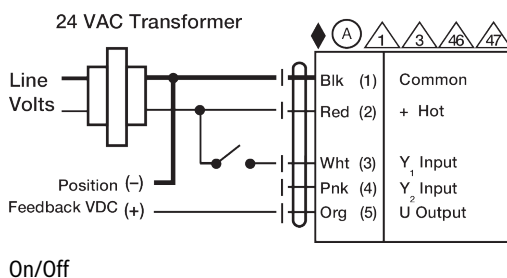 24 VAC Transformer
A 1 3 46 47
Line
Volts
Blk (1) Common
Red (2) + Hot
Wht (3) Y1 Input
Pnk (4) Y2 Input
Org (5) U Output
Position (–)
Feedback VDC (+)
On/Off